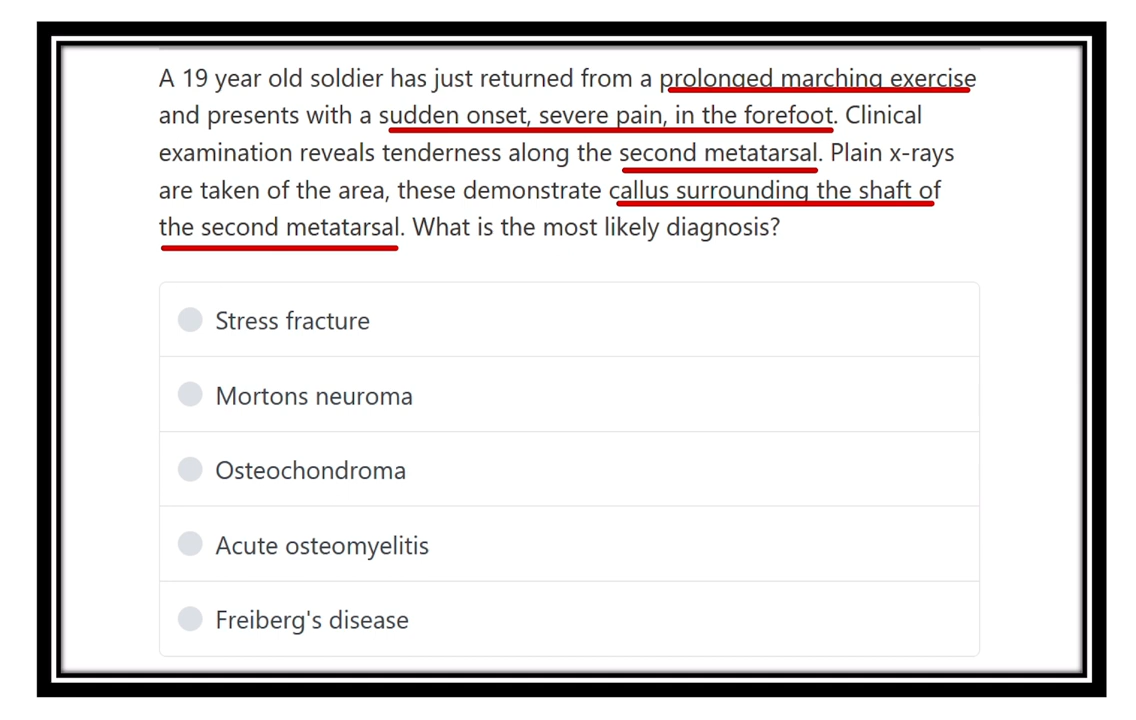 A 19 year old soldier has just returned from a prolonged marching exercise
and presents with a sudden onset, severe pain, in the forefoot. Clinical
examination reveals tenderness along the second metatarsal. Plain x-rays
are taken of the area, these demonstrate callus surrounding the shaft of
the second metatarsal. What is the most likely diagnosis?
Stress fracture
Mortons neuroma
Osteochondroma
Acute osteomyelitis
Freiberg's disease